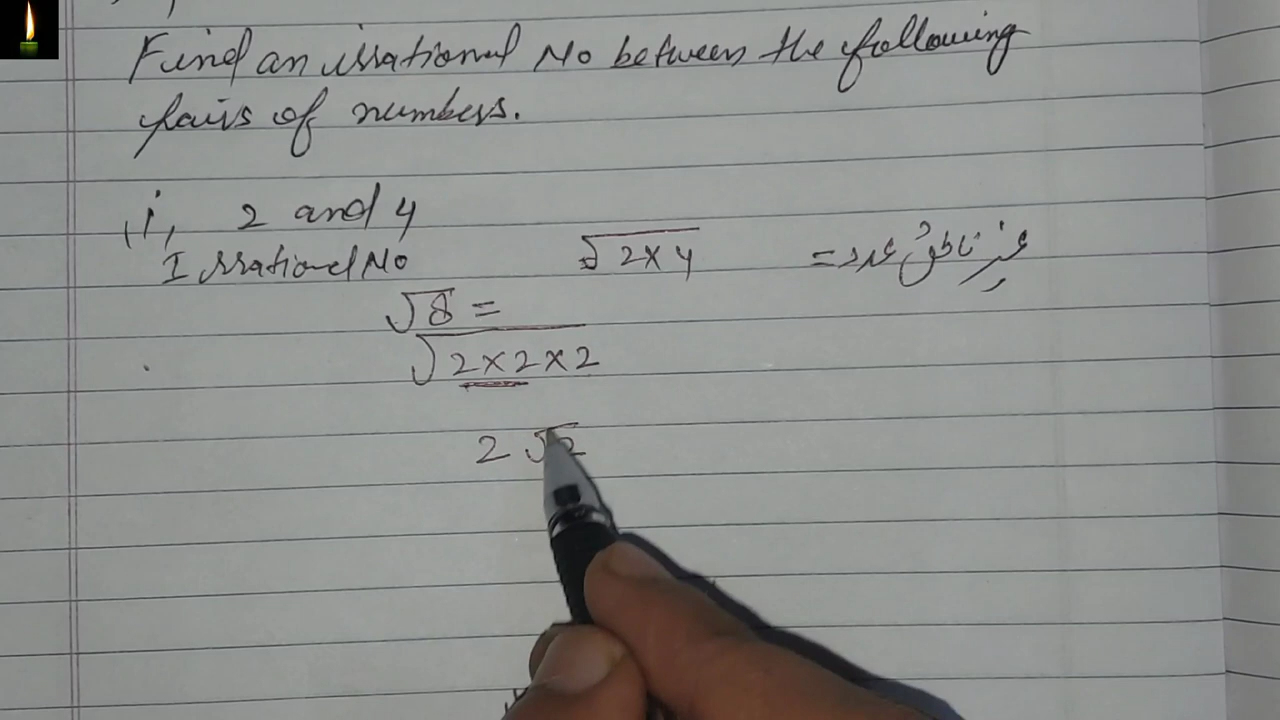 Find an irrational No between the following
pairs of numbers.
(i, 2 and 4
Irrational No √2×4 = غیر ناطق عدد
√8 =
√2×2×2
2√2